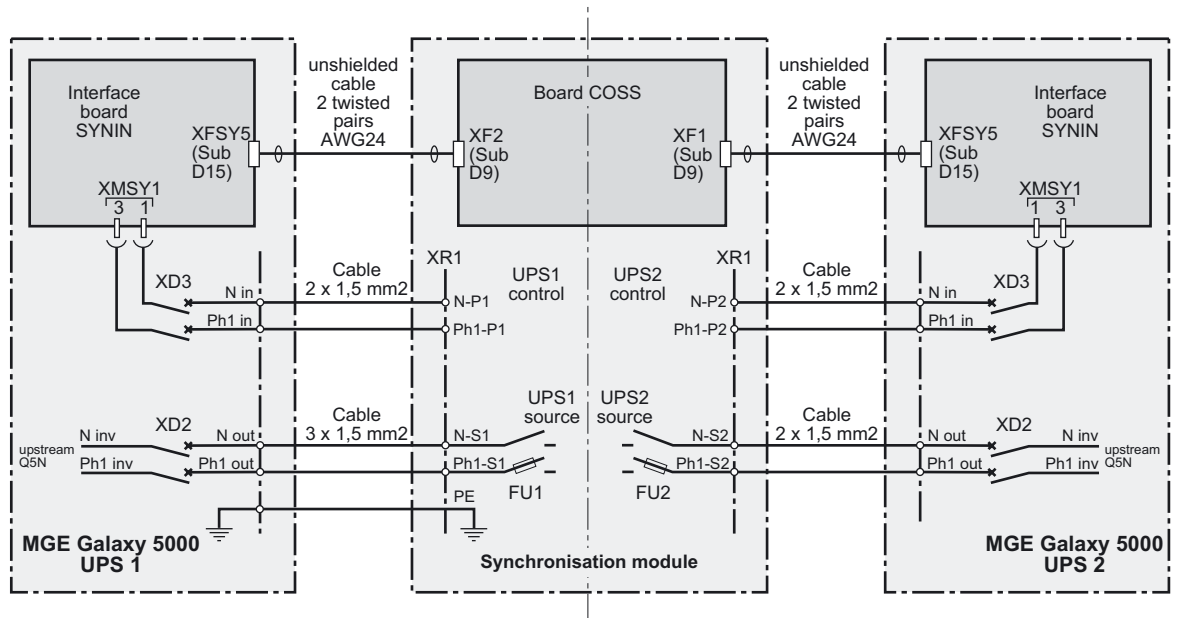 unshielded
cable
2 twisted
pairs
AWG24
unshielded
cable
2 twisted
pairs
AWG24
Interface
board
SYNIN
XFSY5
(Sub
D15)
XMSY1
3 1
Board COSS
XF2
(Sub
D9)
XF1
(Sub
D9)
Interface
board
SYNIN
XFSY5
(Sub
D15)
XMSY1
1 3
XD3
N in
Ph1 in
Cable
2 x 1,5 mm2
XR1
N-P1
Ph1-P1
UPS1
control
UPS2
control
XR1
N-P2
Ph1-P2
Cable
2 x 1,5 mm2
N in
Ph1 in
XD3
upstream
Q5N
N inv
Ph1 inv
XD2
N out
Ph1 out
Cable
3 x 1,5 mm2
N-S1
Ph1-S1
UPS1
source
FU1
PE
UPS2
source
FU2
N-S2
Ph1-S2
Cable
2 x 1,5 mm2
N out
Ph1 out
XD2
N inv
Ph1 inv
upstream
Q5N
MGE Galaxy 5000
UPS 1
Synchronisation module
MGE Galaxy 5000
UPS 2